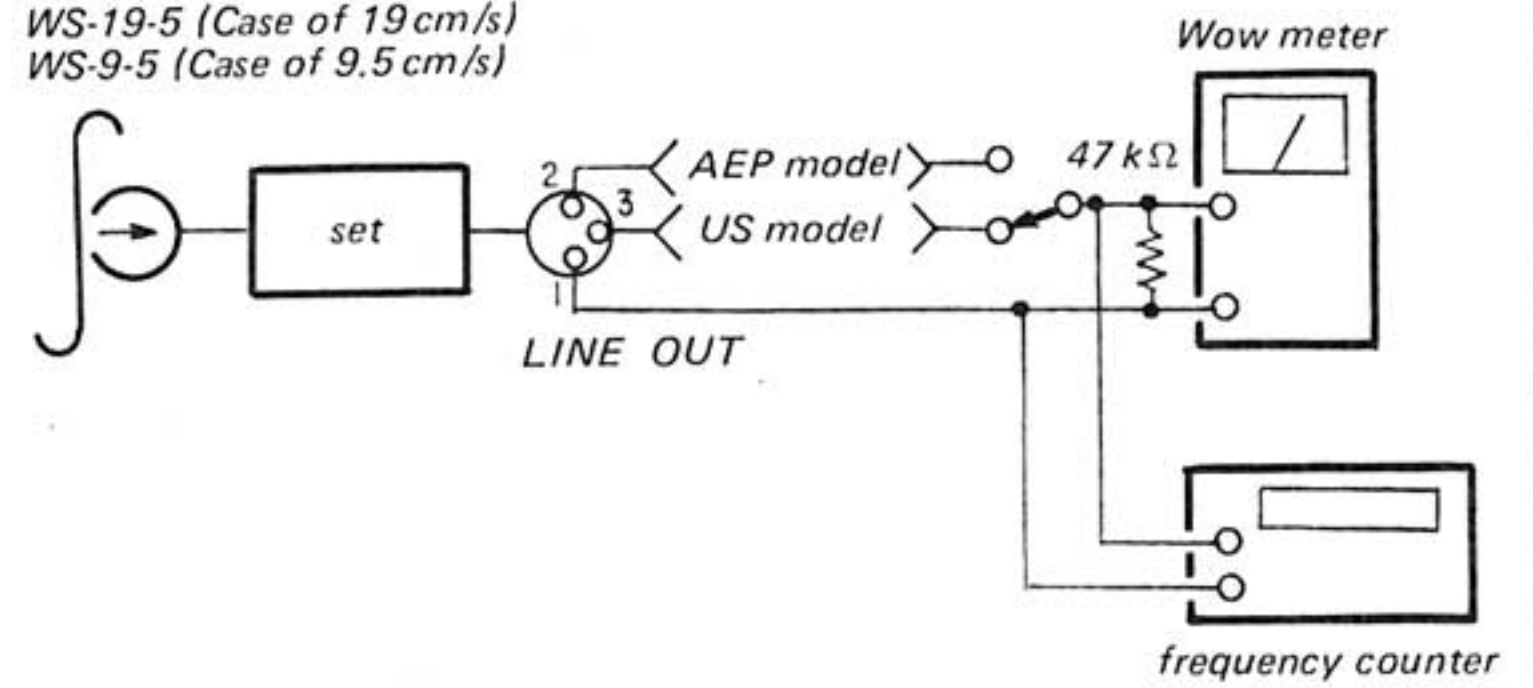 WS-19-5 (Case of 19 cm/s)
WS-9-5 (Case of 9.5 cm/s)
Wow meter
2
AEP model
47 kΩ
3
set
US model
1
LINE OUT
frequency counter